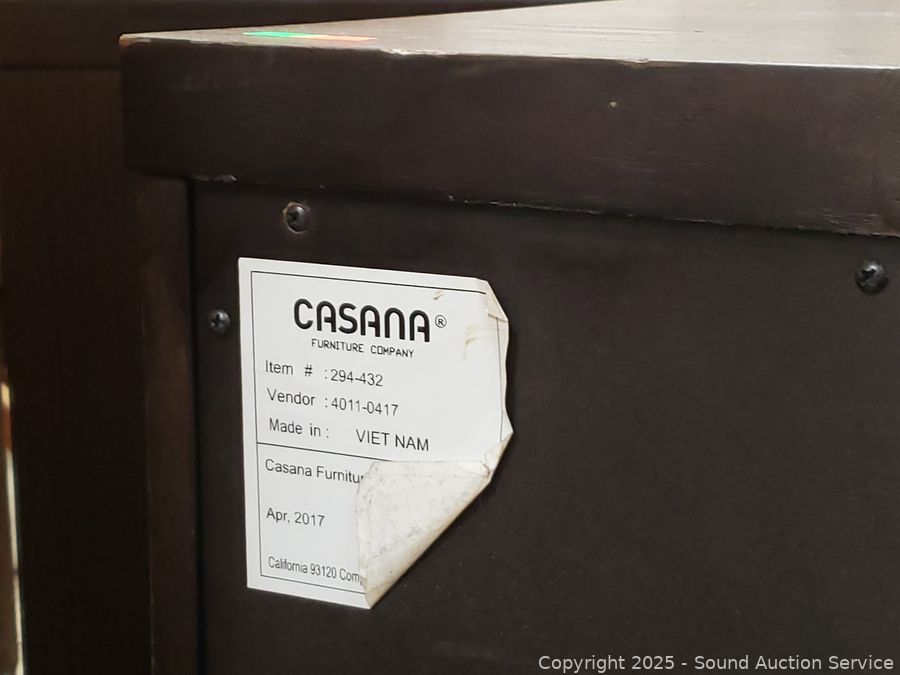 CASANA®
FURNITURE COMPANY
Item # : 294-432
Vendor : 4011-0417
Made in : VIET NAM
Casana Furnitur
Apr, 2017
California 93120 Com
Copyright 2025 - Sound Auction Service